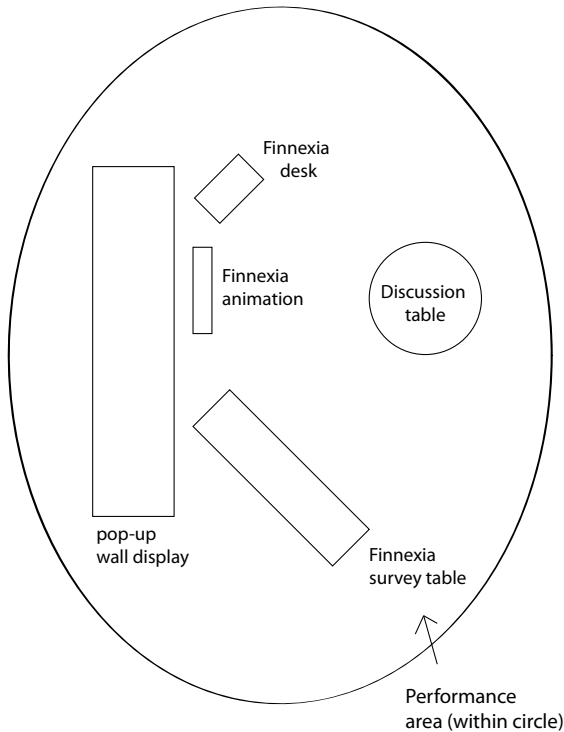 Finnexia
desk
Finnexia
animation
Discussion
table
pop-up
wall display
Finnexia
survey table
Performance
area (within circle)